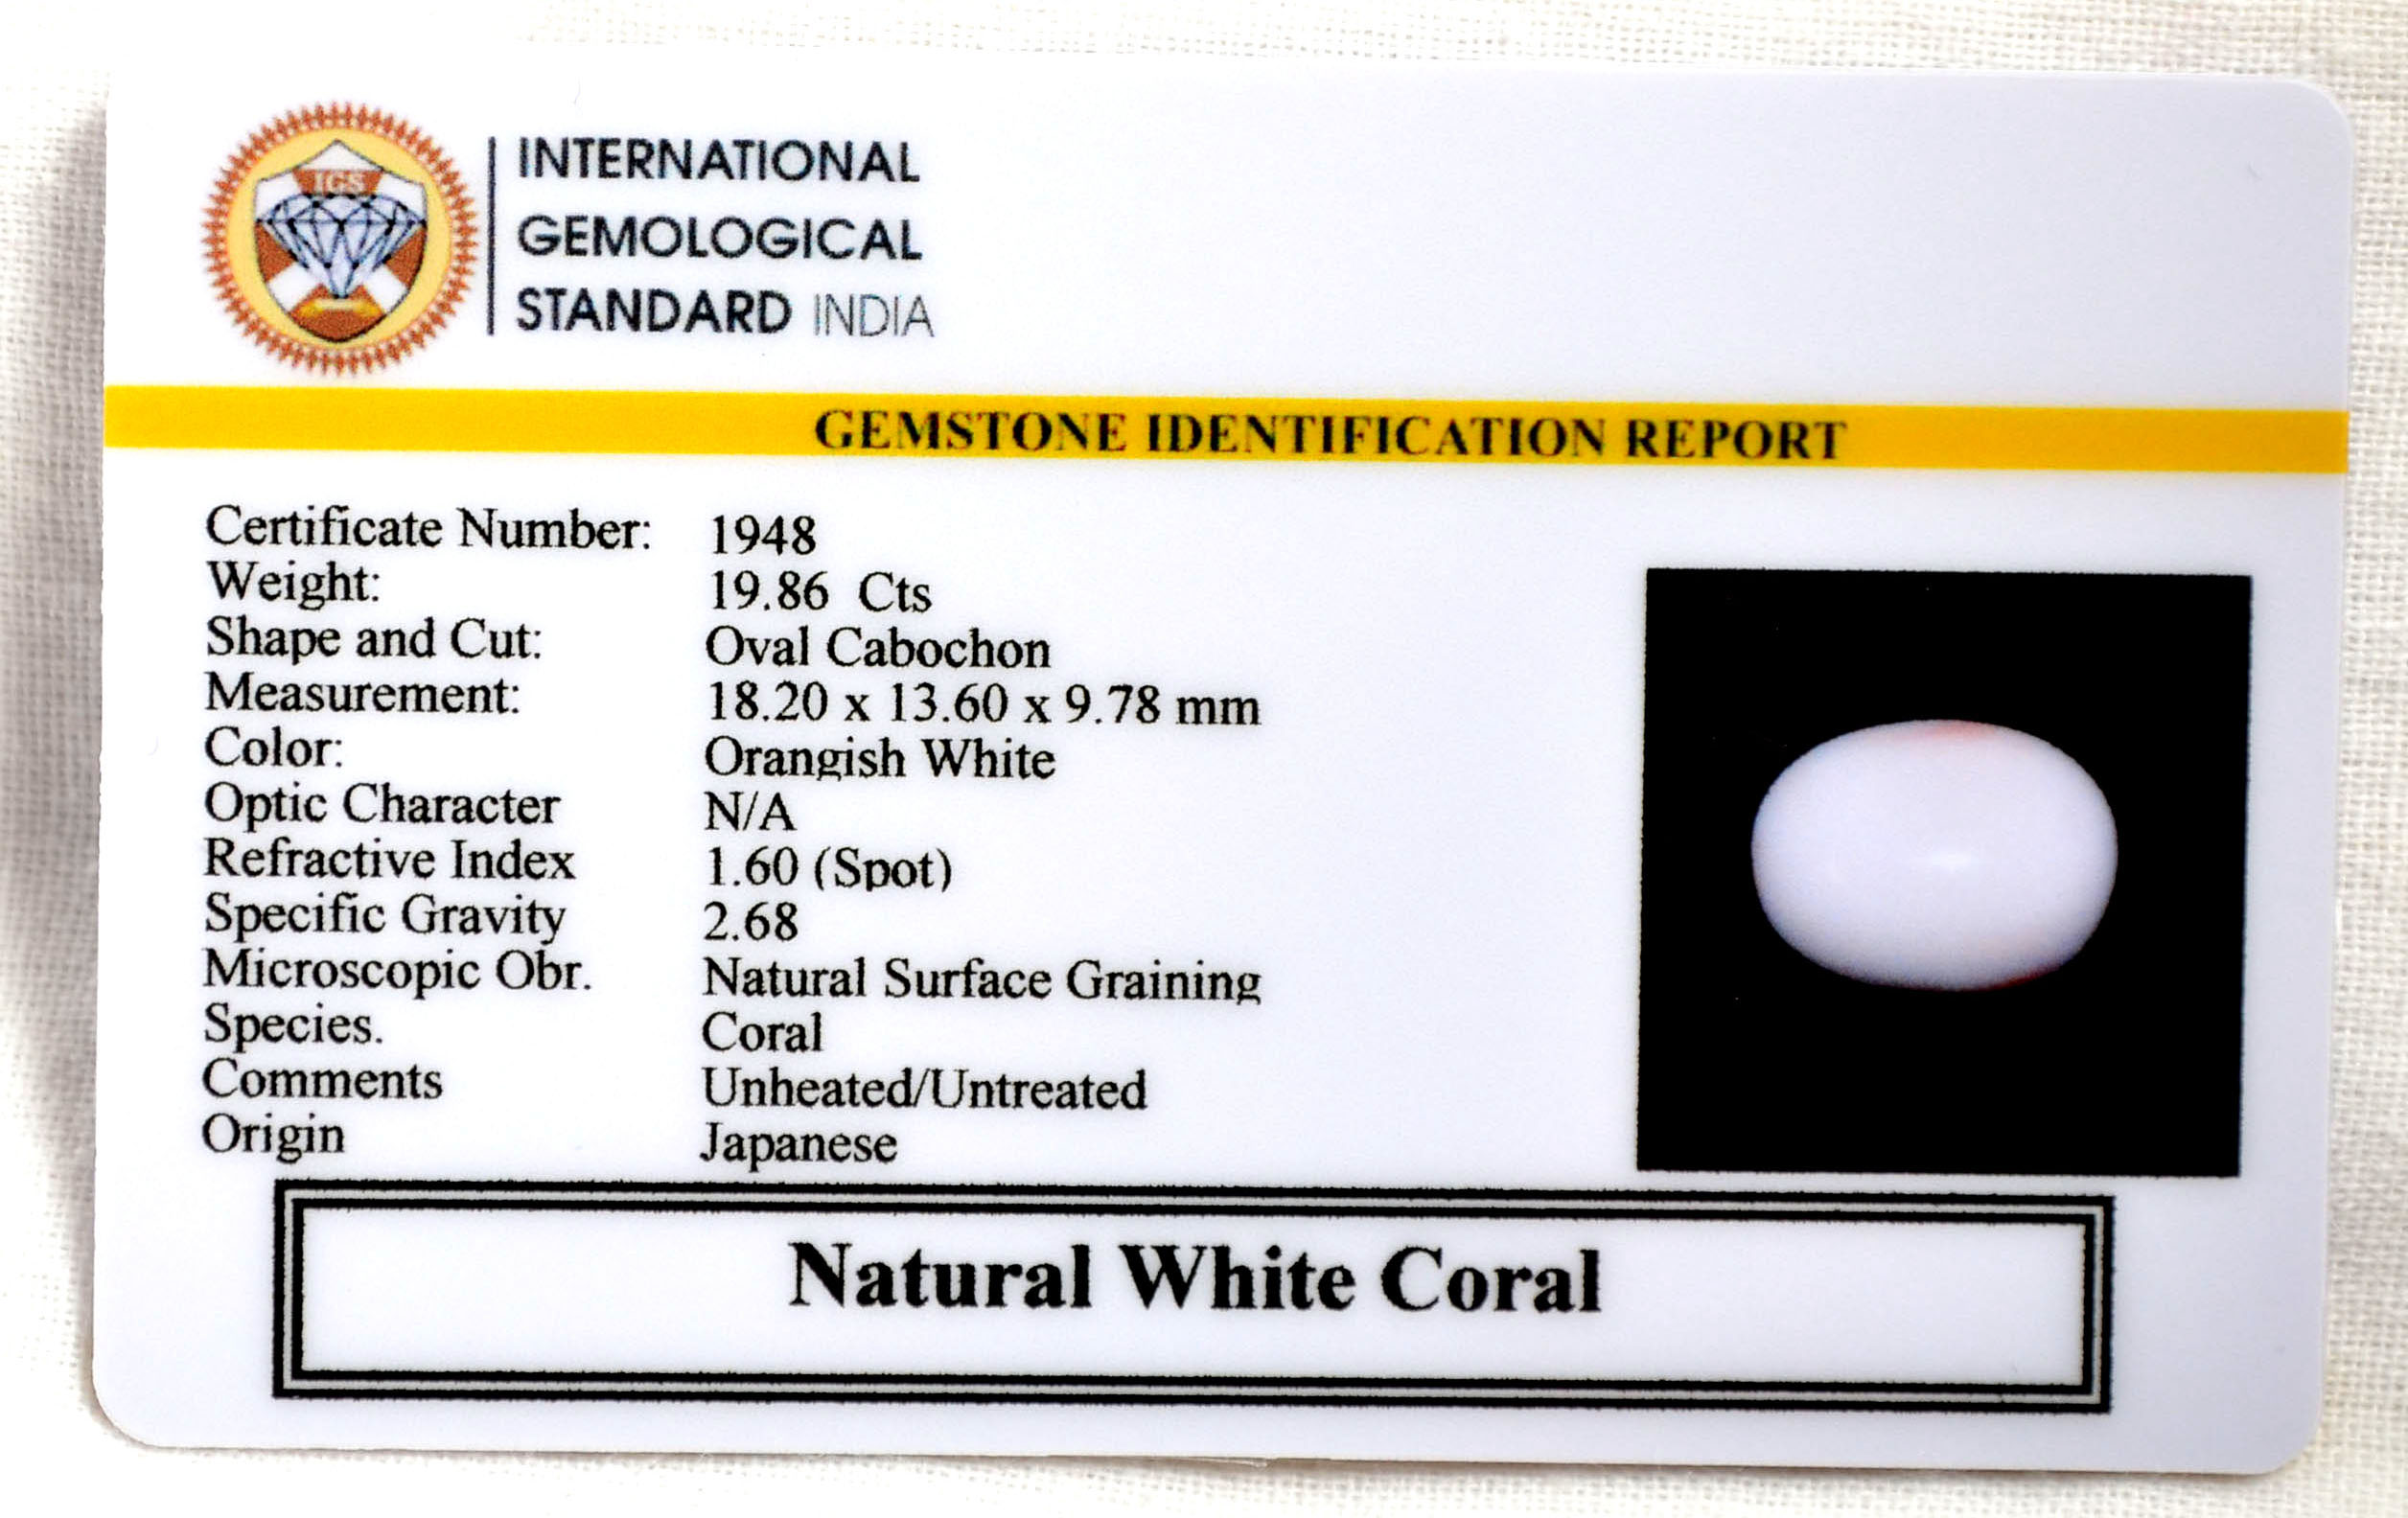 IGS
INTERNATIONAL
GEMOLOGICAL
STANDARD INDIA
GEMSTONE IDENTIFICATION REPORT
Certificate Number: 1948
Weight: 19.86 Cts
Shape and Cut: Oval Cabochon
Measurement: 18.20 x 13.60 x 9.78 mm
Color: Orangish White
Optic Character N/A
Refractive Index 1.60 (Spot)
Specific Gravity 2.68
Microscopic Obr. Natural Surface Graining
Species. Coral
Comments Unheated/Untreated
Origin Japanese
Natural White Coral